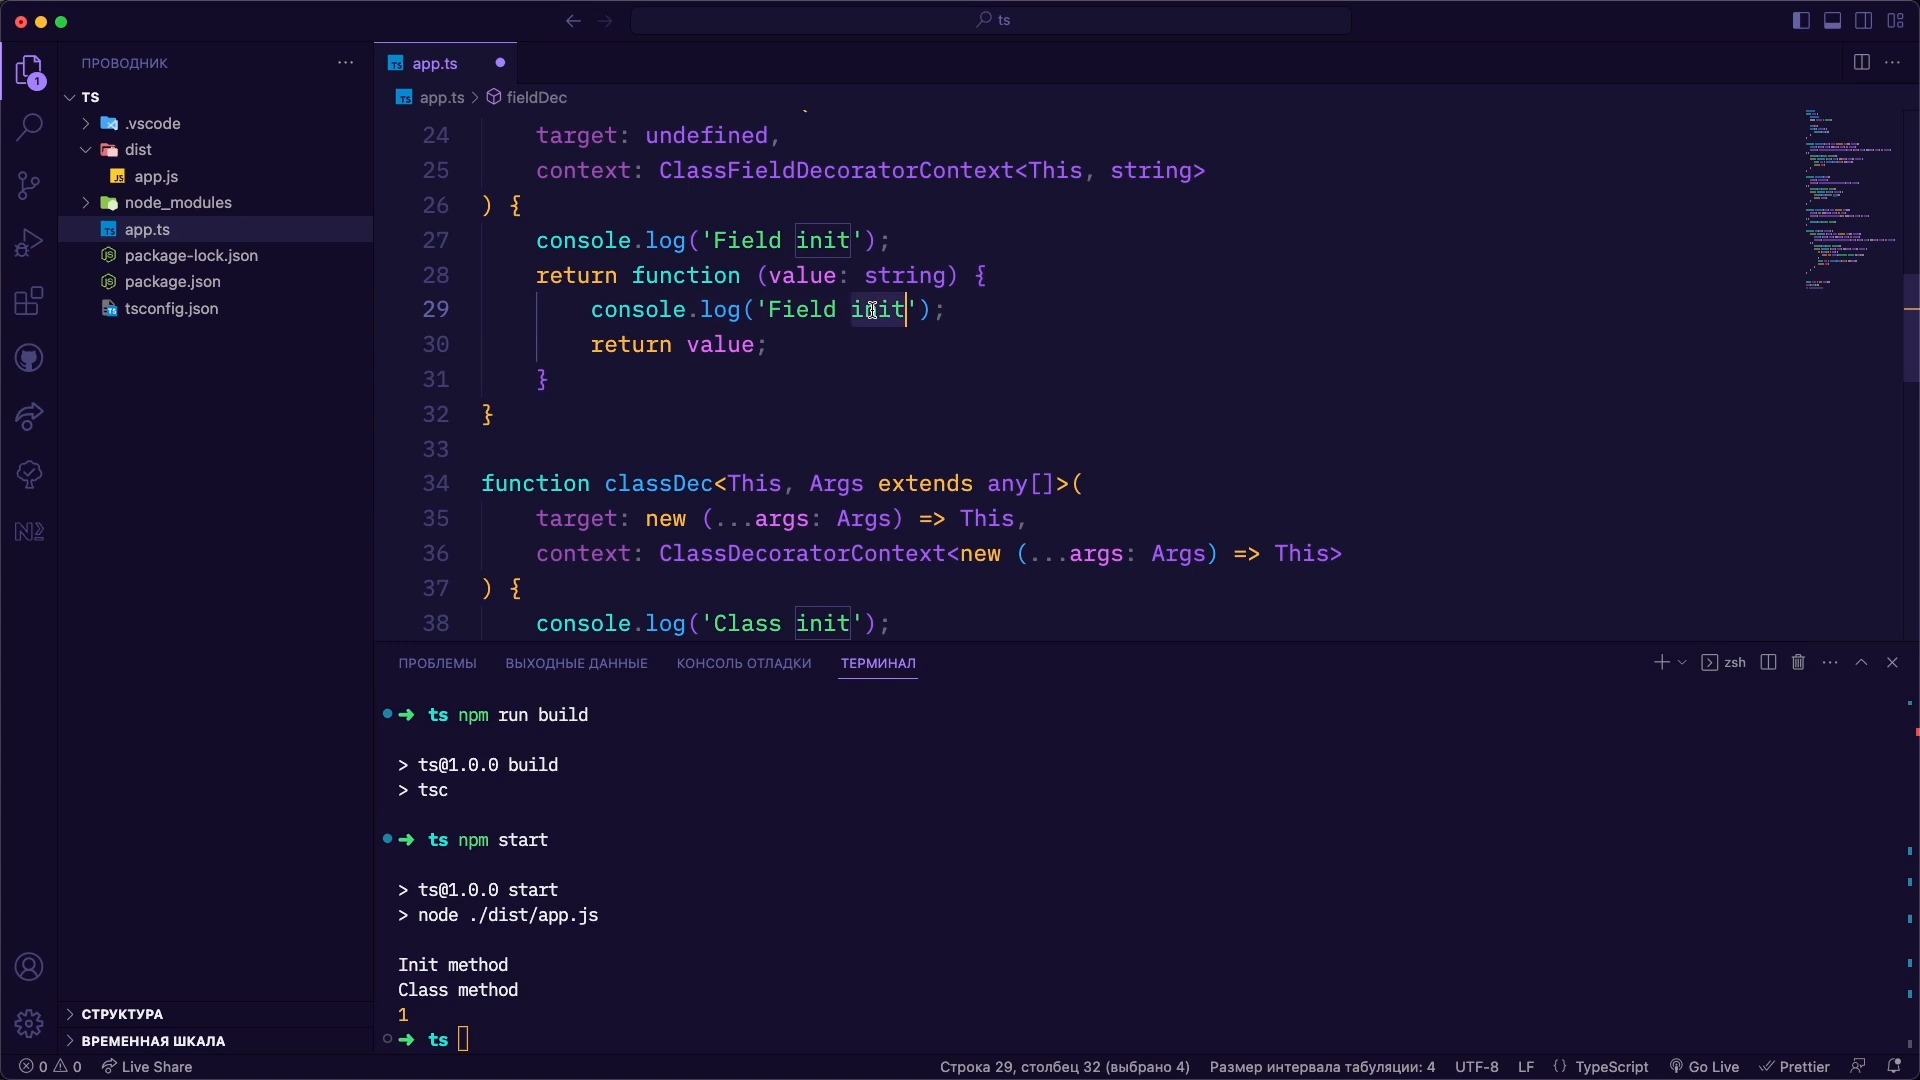 ts
ПРОВОДНИК
TS
.vscode
dist
app.js
node_modules
app.ts
package-lock.json
package.json
tsconfig.json
СТРУКТУРА
ВРЕМЕННАЯ ШКАЛА
app.ts
app.ts > fieldDec
24 target: undefined,
25 context: ClassFieldDecoratorContext<This, string>
26 ) {
27 console.log('Field init');
28 return function (value: string) {
29 console.log('Field init');
30 return value;
31 }
32 }
33
34 function classDec<This, Args extends any[]>(
35 target: new (...args: Args) => This,
36 context: ClassDecoratorContext<new (...args: Args) => This>
37 ) {
38 console.log('Class init');
ПРОБЛЕМЫ ВЫХОДНЫЕ ДАННЫЕ КОНСОЛЬ ОТЛАДКИ ТЕРМИНАЛ zsh
➜ ts npm run build
> ts@1.0.0 build
> tsc
➜ ts npm start
> ts@1.0.0 start
> node ./dist/app.js
Init method
Class method
1
➜ ts
1
0 0 Live Share Строка 29, столбец 32 (выбрано 4) Размер интервала табуляции: 4 UTF-8 LF {} TypeScript Go Live Prettier